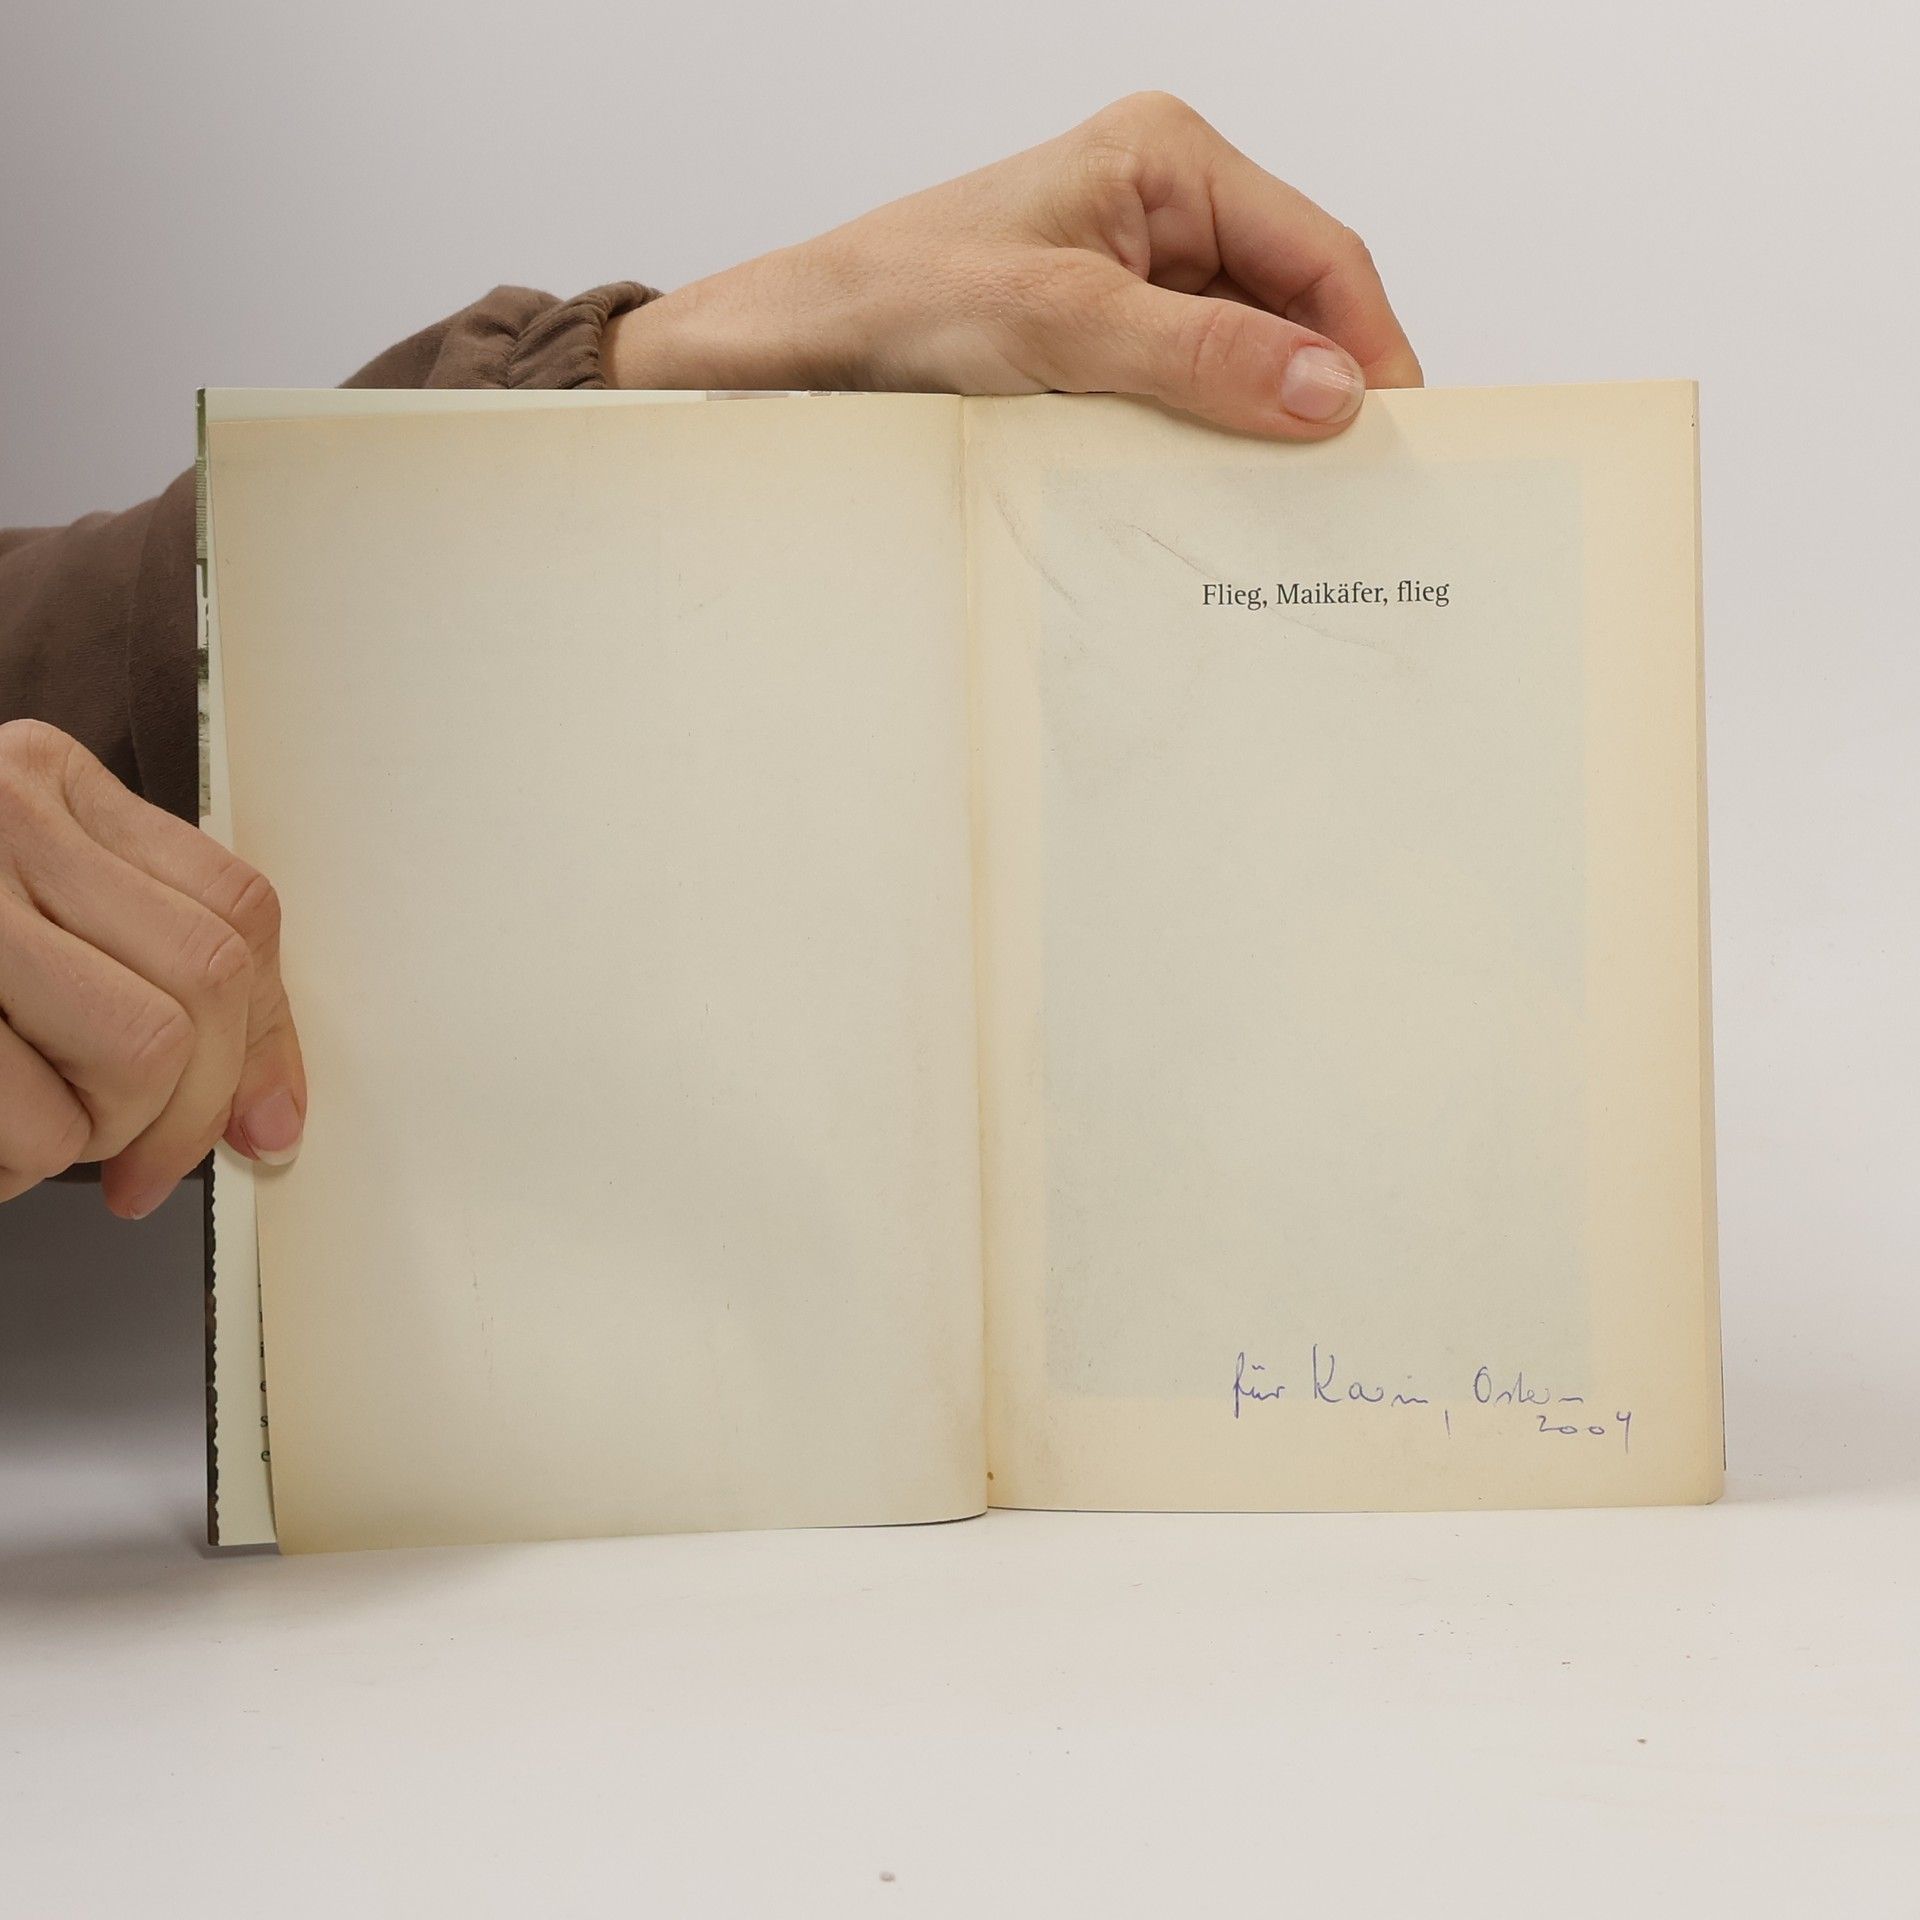 Flieg, Maikäfer, flieg
für Karin, Ostern
2004